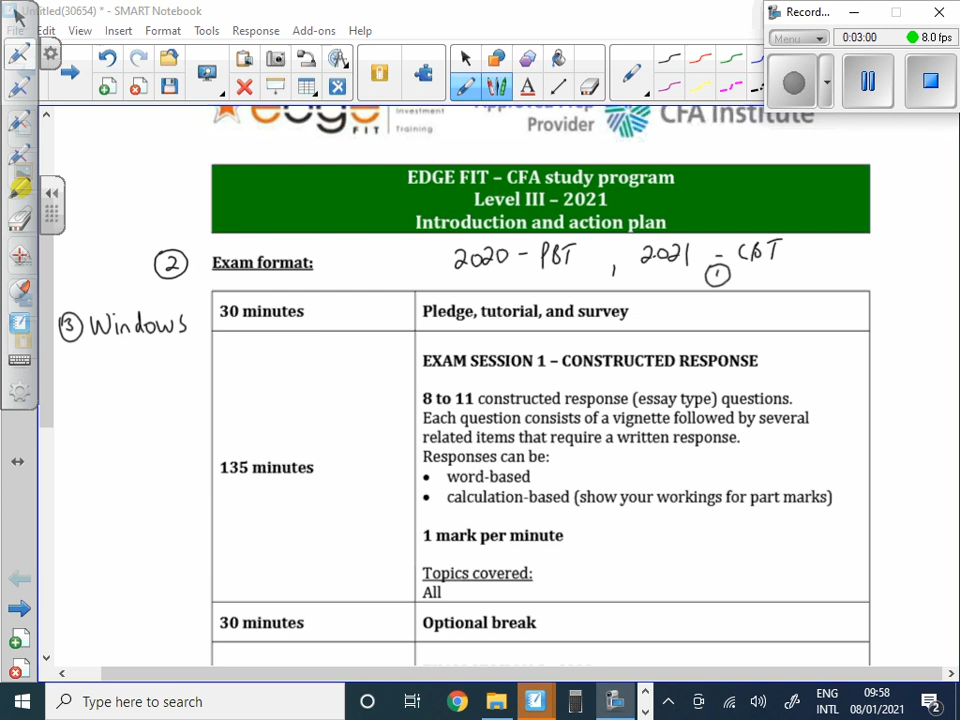 Untitled(30654) * - SMART Notebook
File Edit View Insert Format Tools Response Add-ons Help
Record...
Menu
0:03:00
8.0 fps
edge
FIT
Investment
Training
Approved Prep
Provider
CFA Institute
EDGE FIT – CFA study program
Level III – 2021
Introduction and action plan
2 Exam format: 2020 - PBT , 2021 - CBT
1
3 Windows
30 minutes Pledge, tutorial, and survey
EXAM SESSION 1 – CONSTRUCTED RESPONSE
8 to 11 constructed response (essay type) questions.
Each question consists of a vignette followed by several
related items that require a written response.
Responses can be:
• word-based
• calculation-based (show your workings for part marks)
135 minutes
1 mark per minute
Topics covered:
All
30 minutes Optional break
Type here to search
ENG
INTL
09:58
08/01/2021
2